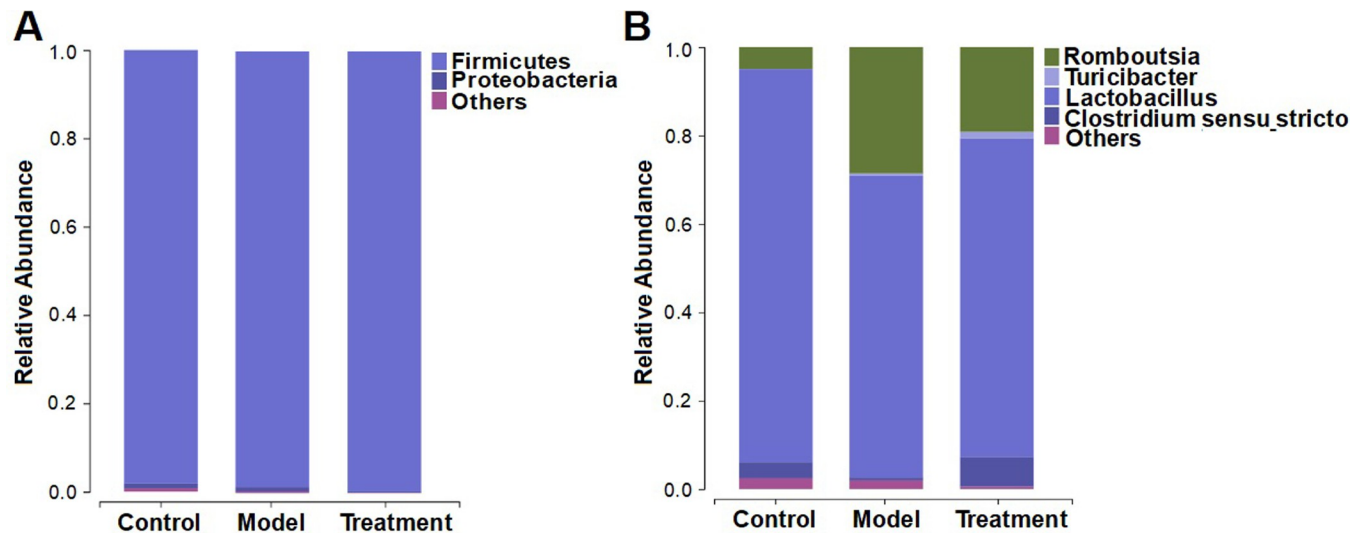 A
Relative Abundance
1.0
0.8
0.6
0.4
0.2
0.0
Control
Model
Treatment
Firmicutes
Proteobacteria
Others
B
Relative Abundance
1.0
0.8
0.6
0.4
0.2
0.0
Control
Model
Treatment
Romboutsia
Turicibacter
Lactobacillus
Clostridium sensu_stricto
Others